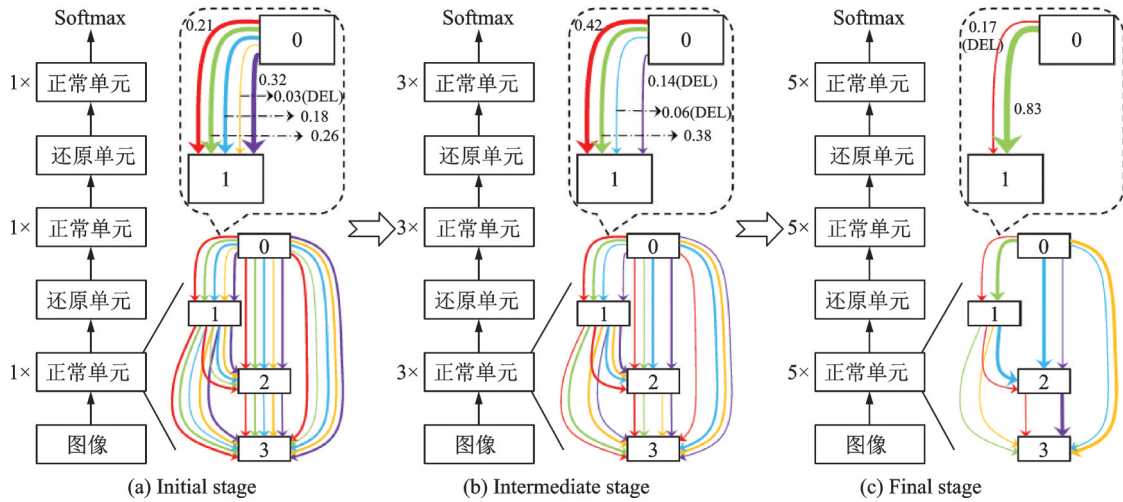 Softmax
1× 正常单元
还原单元
1× 正常单元
还原单元
1× 正常单元
图像
0.21
0
0.32
0.03(DEL)
0.18
0.26
1
0
1
2
3
(a) Initial stage
Softmax
3× 正常单元
还原单元
3× 正常单元
还原单元
3× 正常单元
图像
0.42
0
0.14(DEL)
0.06(DEL)
0.38
1
0
1
2
3
(b) Intermediate stage
Softmax
5× 正常单元
还原单元
5× 正常单元
还原单元
5× 正常单元
图像
0.17
(DEL)
0
0.83
1
0
1
2
3
(c) Final stage